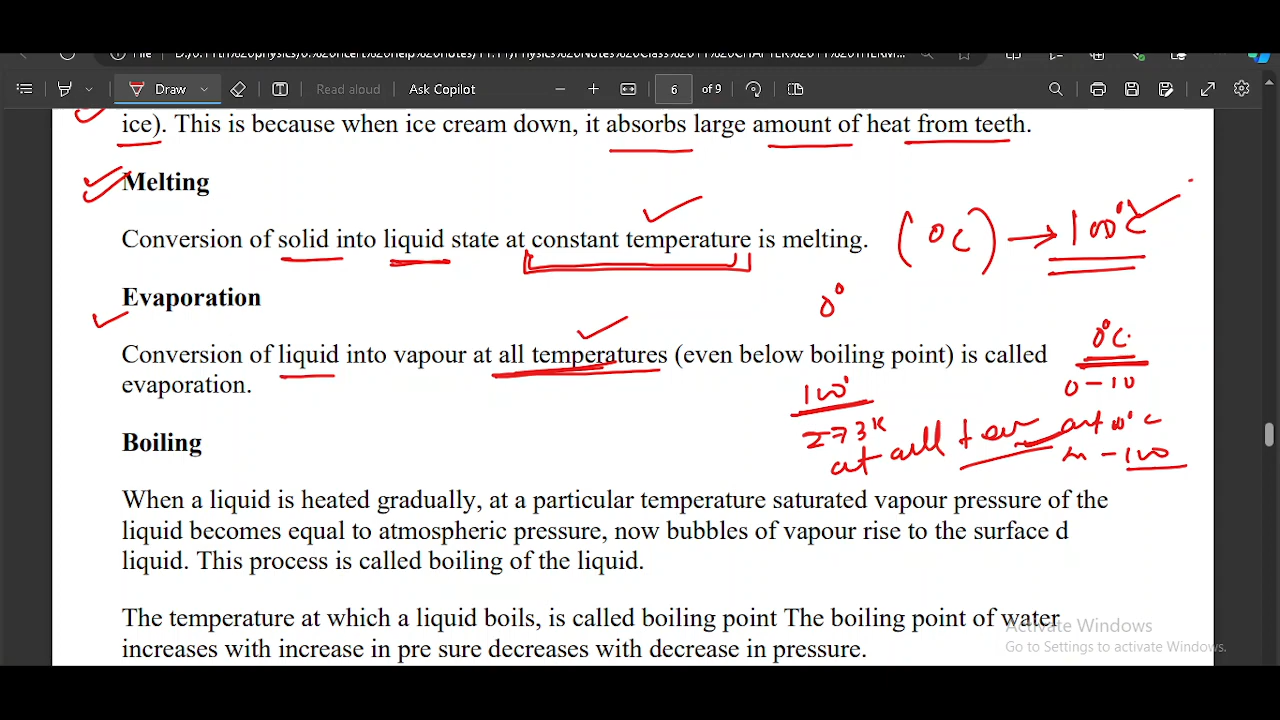 Draw
Read aloud
Ask Copilot
6
of 9
ice). This is because when ice cream down, it absorbs large amount of heat from teeth.
Melting
Conversion of solid into liquid state at constant temperature is melting.
(0C) → 100°C
Evaporation
0°
Conversion of liquid into vapour at all temperatures (even below boiling point) is called
0°C
evaporation.
100°
0-10
273K
at all
Boiling
When a liquid is heated gradually, at a particular temperature saturated vapour pressure of the
liquid becomes equal to atmospheric pressure, now bubbles of vapour rise to the surface d
liquid. This process is called boiling of the liquid.
The temperature at which a liquid boils, is called boiling point The boiling point of water
increases with increase in pre sure decreases with decrease in pressure.
Activate Windows
Go to Settings to activate Windows.